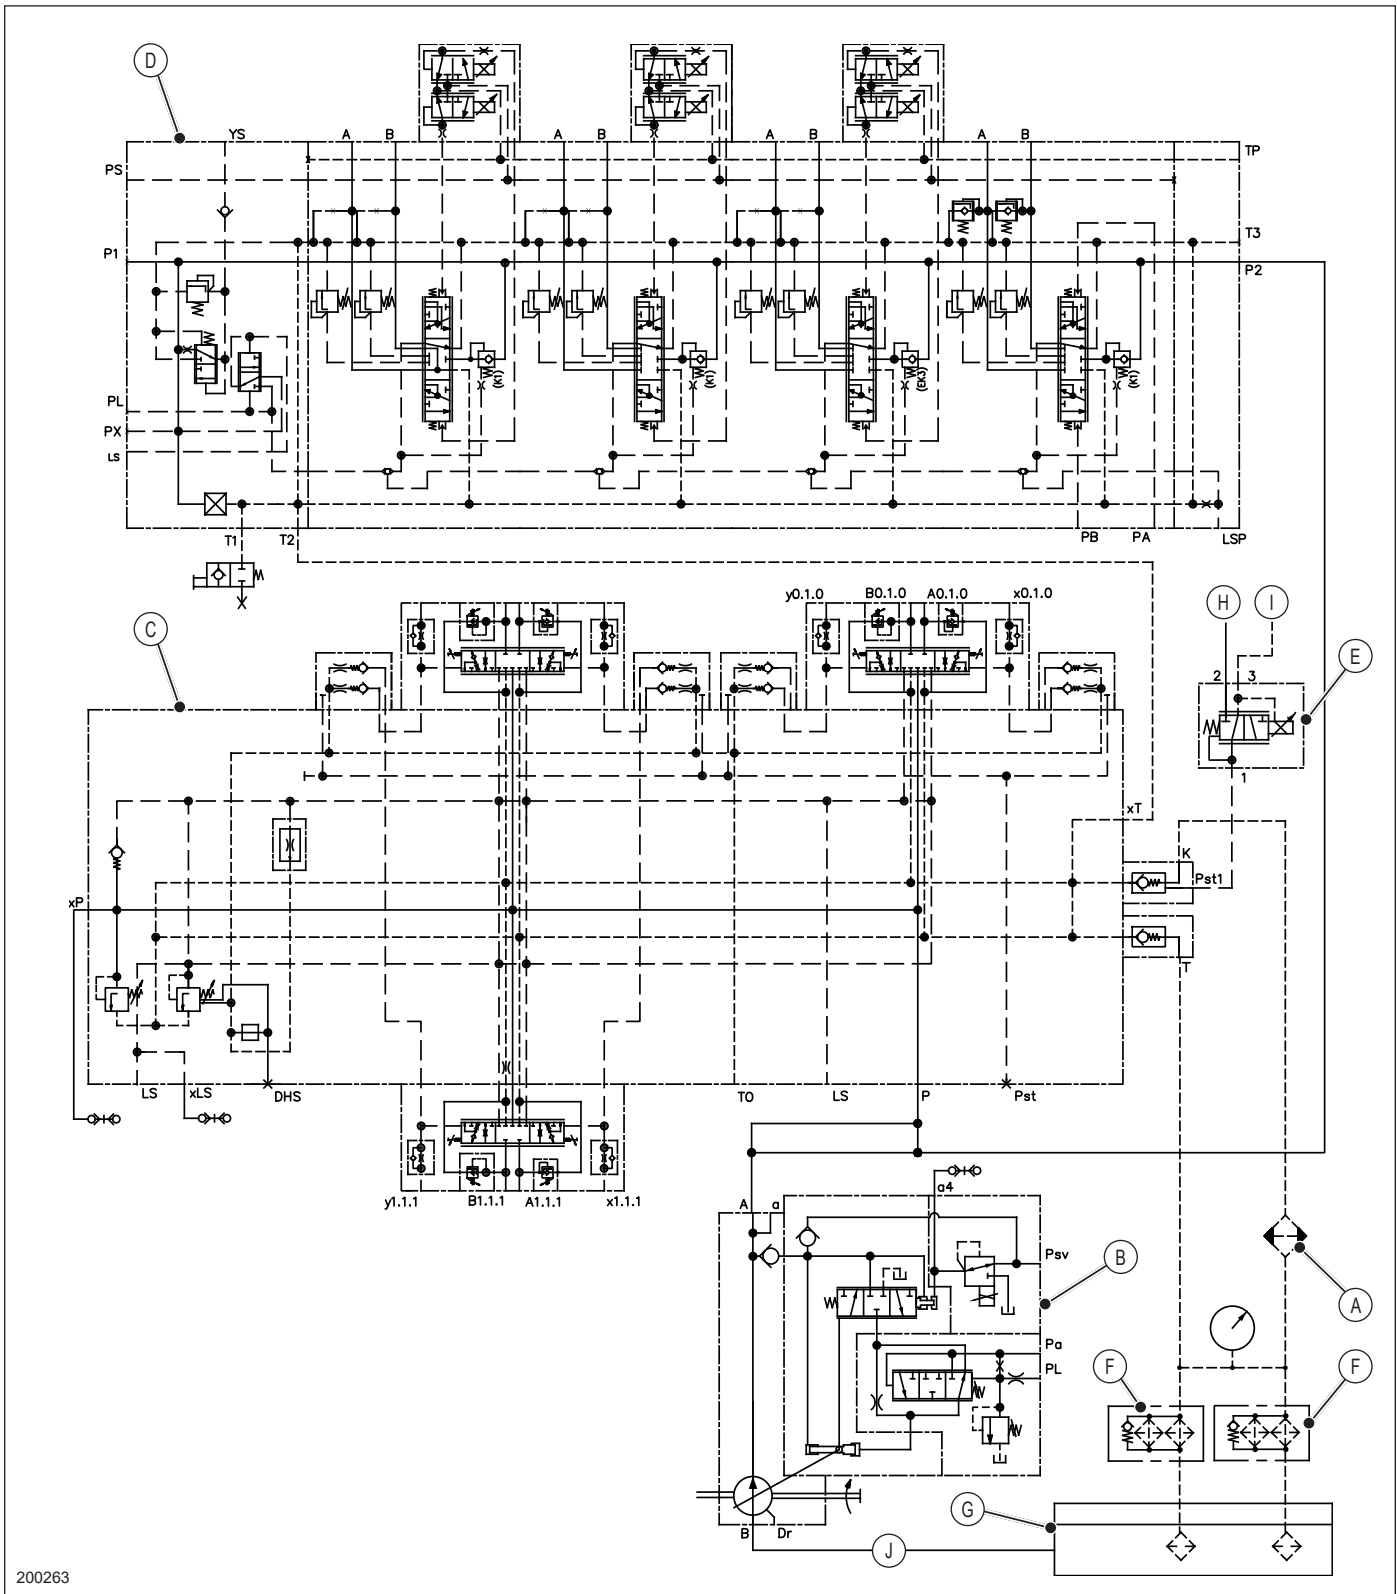 D
YS
A
B
A
B
A
B
A
B
TP
PS
T3
P1
P2
(K1)
(K1)
(EK3)
(K1)
PL
PX
LS
T1
T2
PB
PA
LSP
y0.1.0
B0.1.0
A0.1.0
x0.1.0
H
I
C
E
2
3
1
xT
K
Pst1
xP
T
LS
xLS
DHS
T0
LS
P
Pst
y1.1.1
B1.1.1
A1.1.1
x1.1.1
a4
A
a
Psv
B
A
Pa
PL
F
F
G
B
Dr
J
200263